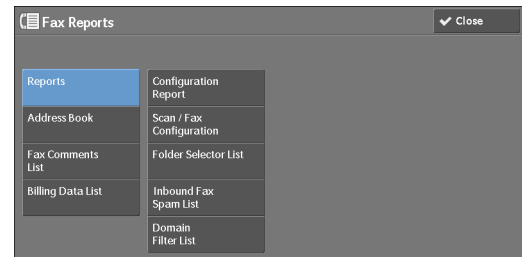 Fax Reports
Close
Reports
Address Book
Fax Comments
List
Billing Data List
Configuration
Report
Scan / Fax
Configuration
Folder Selector List
Inbound Fax
Spam List
Domain
Filter List